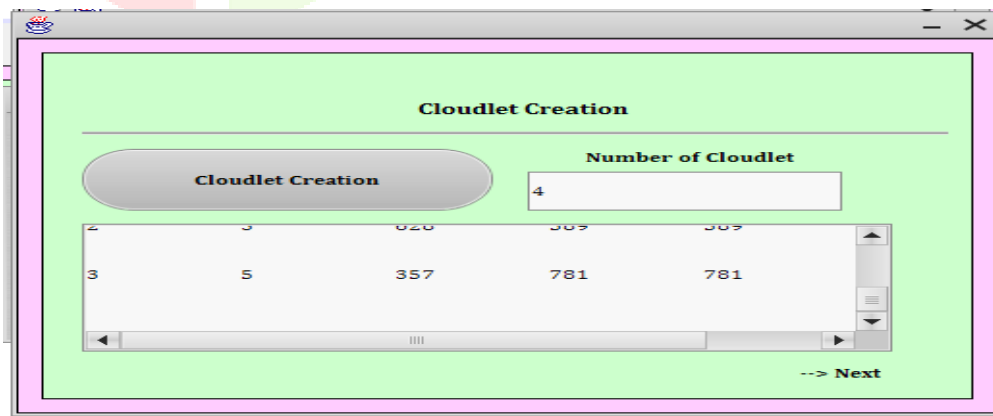 Cloudlet Creation
Cloudlet Creation
Number of Cloudlet
4
3 5 357 781 781
--> Next